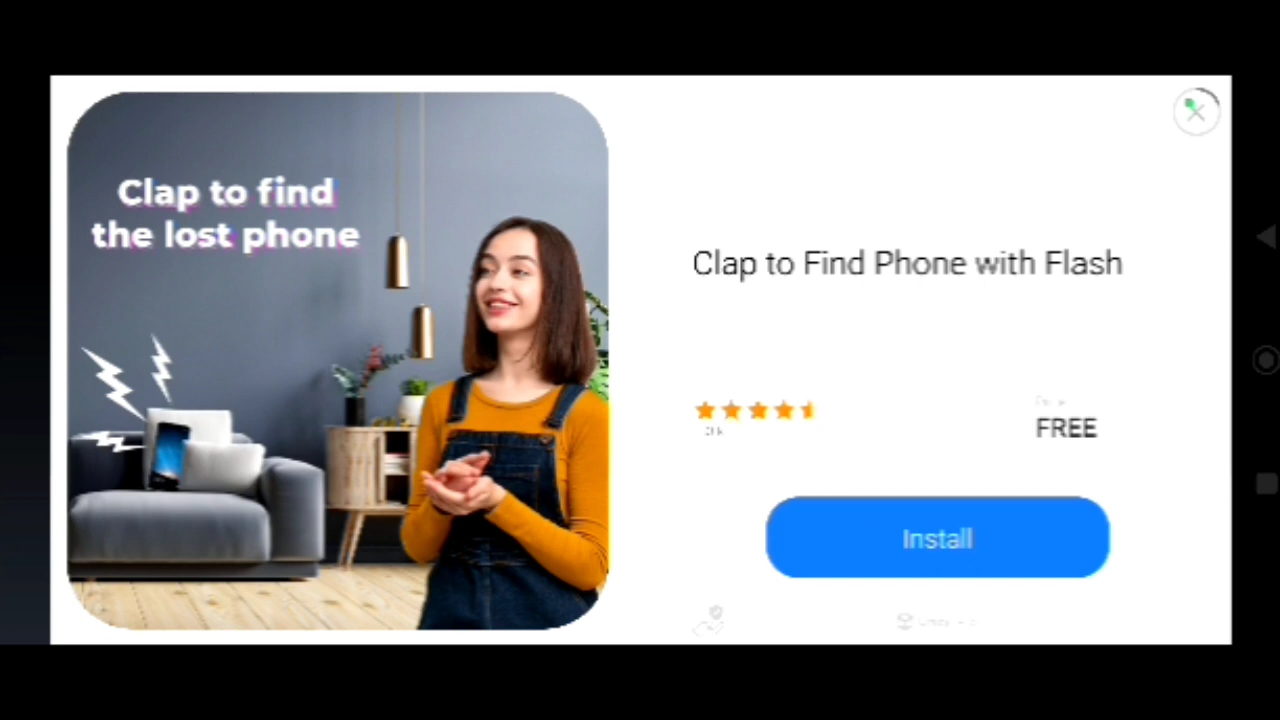 Clap to find
the lost phone
Clap to Find Phone with Flash
FREE
Install